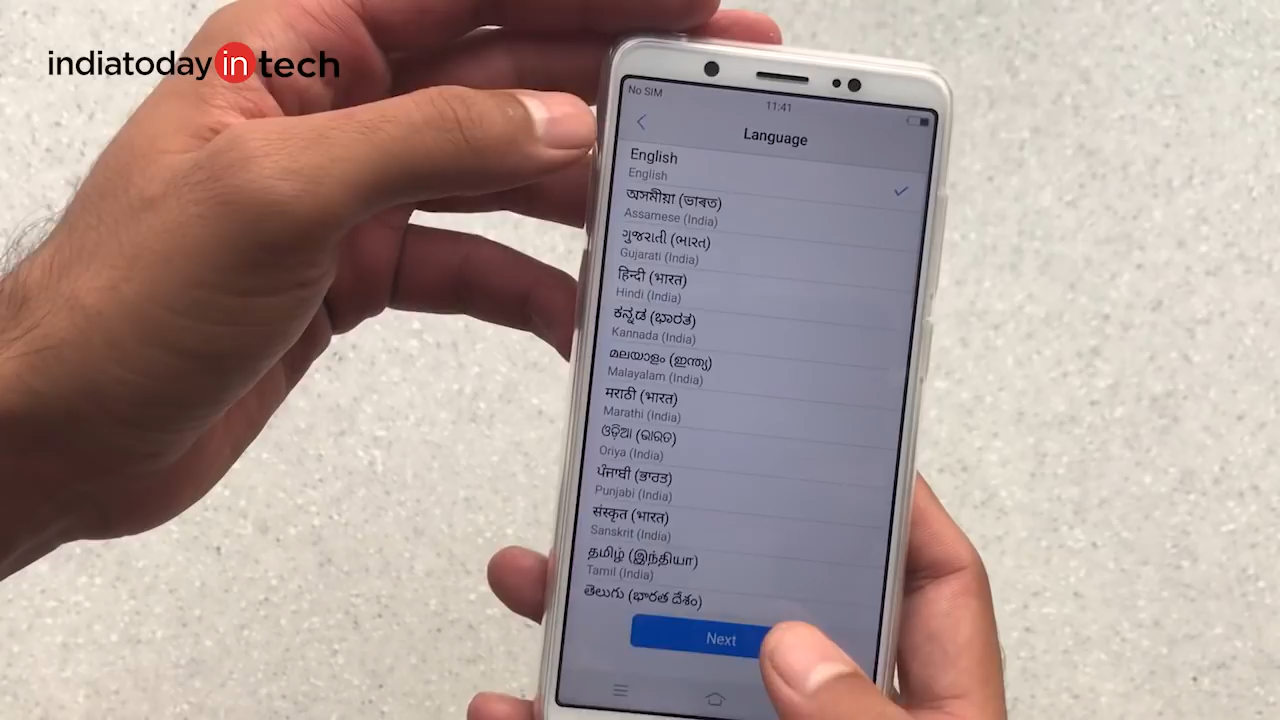 indiatoday in tech
No SIM
11:41
Language
English
English
অসমীয়া (ভাৰত)
Assamese (India)
ગુજરાતી (ભારત)
Gujarati (India)
हिन्दी (भारत)
Hindi (India)
ಕನ್ನಡ (ಭಾರತ)
Kannada (India)
മലയാളം (ഇന്ത്യ)
Malayalam (India)
मराठी (भारत)
Marathi (India)
ଓଡ଼ିଆ (ଭାରତ)
Oriya (India)
ਪੰਜਾਬੀ (ਭਾਰਤ)
Punjabi (India)
संस्कृत (भारत)
Sanskrit (India)
தமிழ் (இந்தியா)
Tamil (India)
తెలుగు (భారత దేశం)
Next